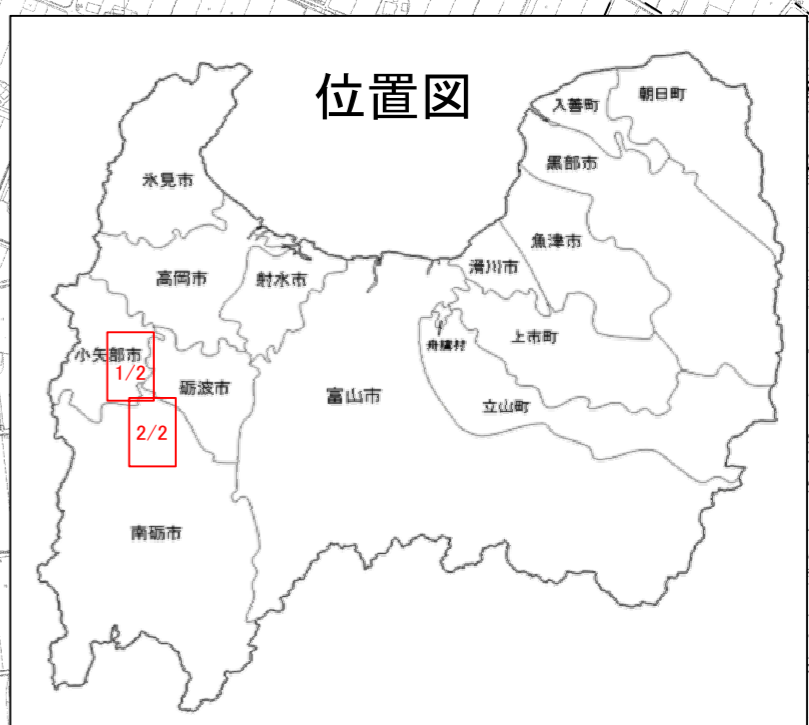 位置図
朝日町
入善町
黒部市
氷見市
魚津市
滑川市
高岡市
射水市
上市町
舟橋村
小矢部市
1/2
砺波市
富山市
立山町
2/2
南砺市